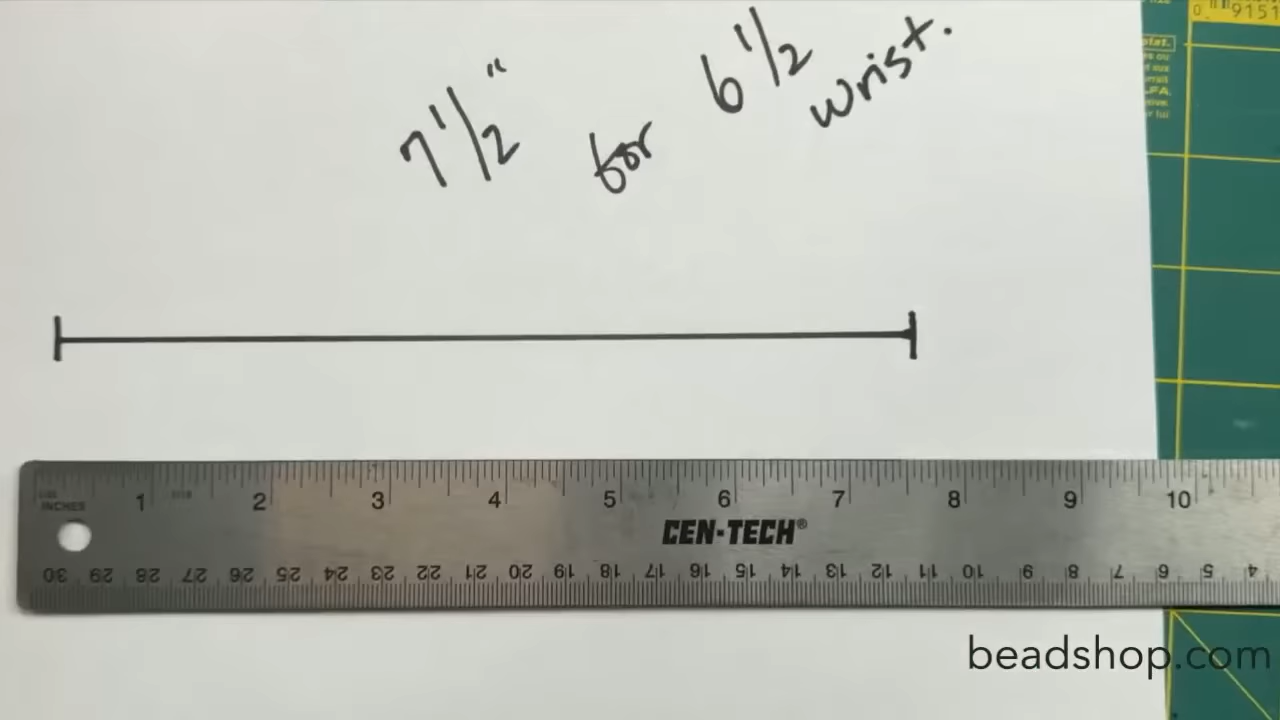 7 1/2" for 6 1/2 wrist.
INCHES
1 2 3 4 5 6 7 8 9 10
CEN-TECH®
30 29 28 27 26 25 24 23 22 21 20 19 18 17 16 15 14 13 12 11 10 9 8 7 6 5 4
0 9151
beadshop.com